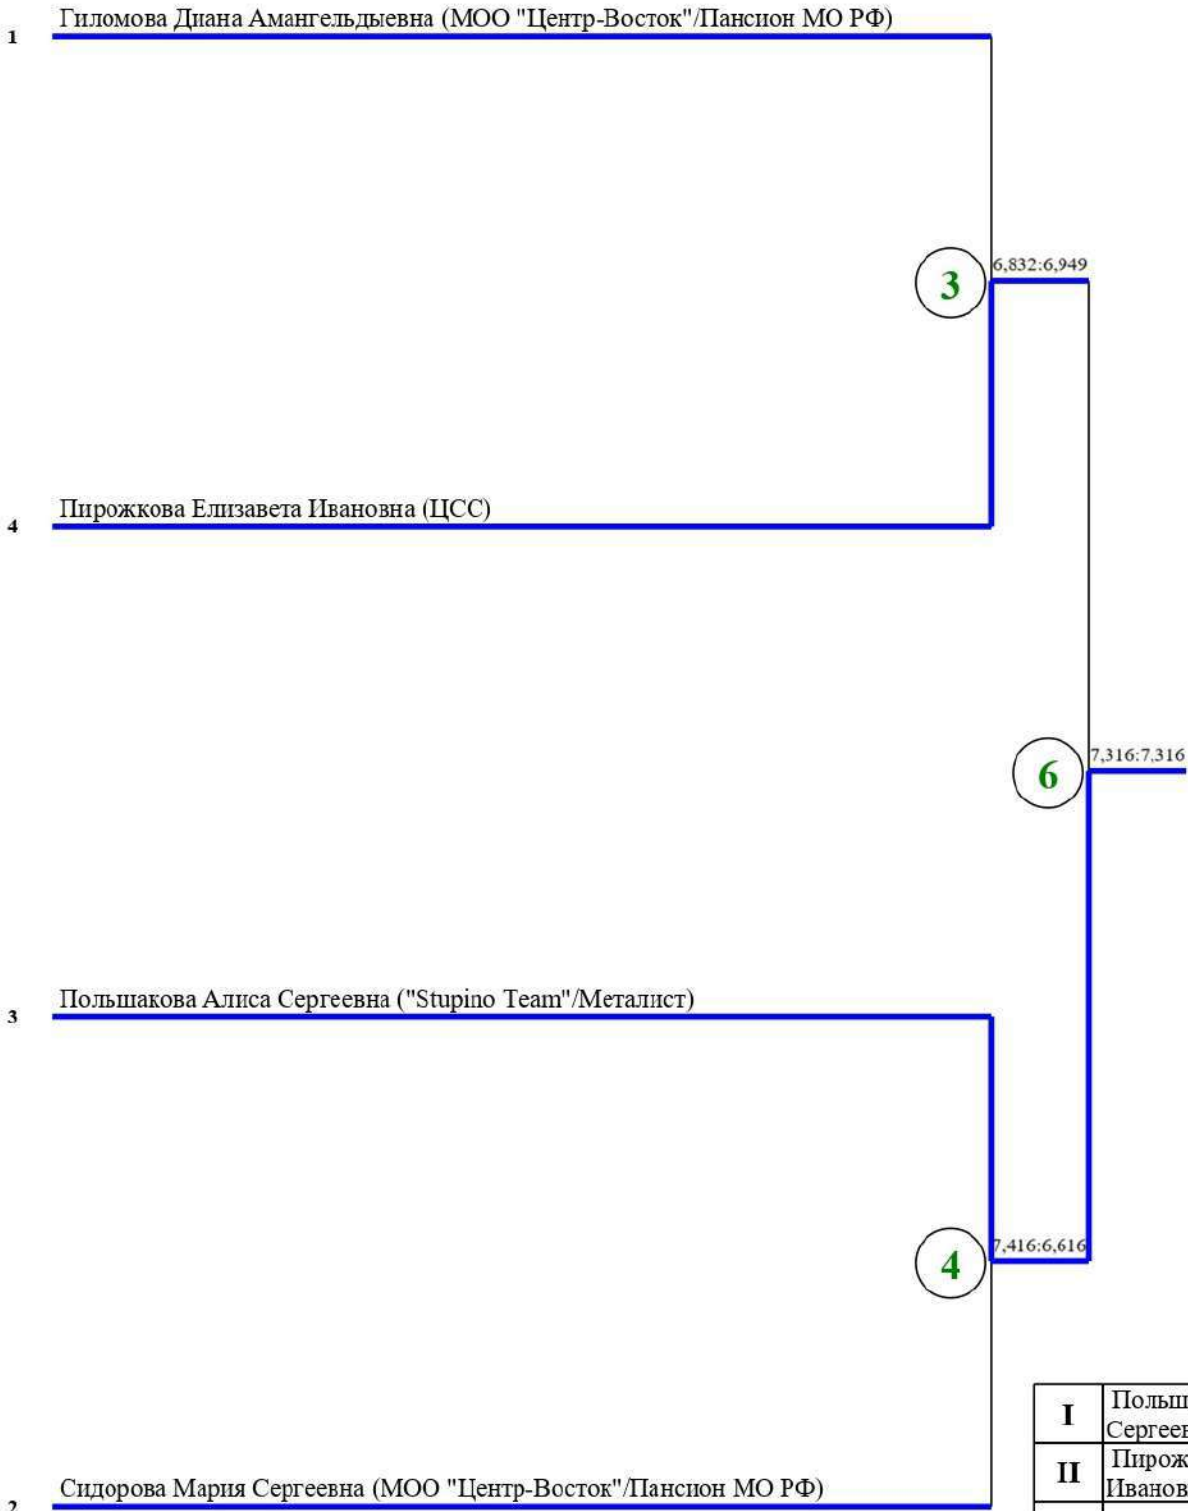 1 Гиломова Диана Амангельдыевна (МОО "Центр-Восток"/Пансион МО РФ)
3 6,832:6,949
4 Пирожкова Елизавета Ивановна (ЦСС)
6 7,316:7,316
3 Польшакова Алиса Сергеевна ("Stupino Team"/Металист)
4 7,416:6,616
I
II
2 Сидорова Мария Сергеевна (МОО "Центр-Восток"/Пансион МО РФ)